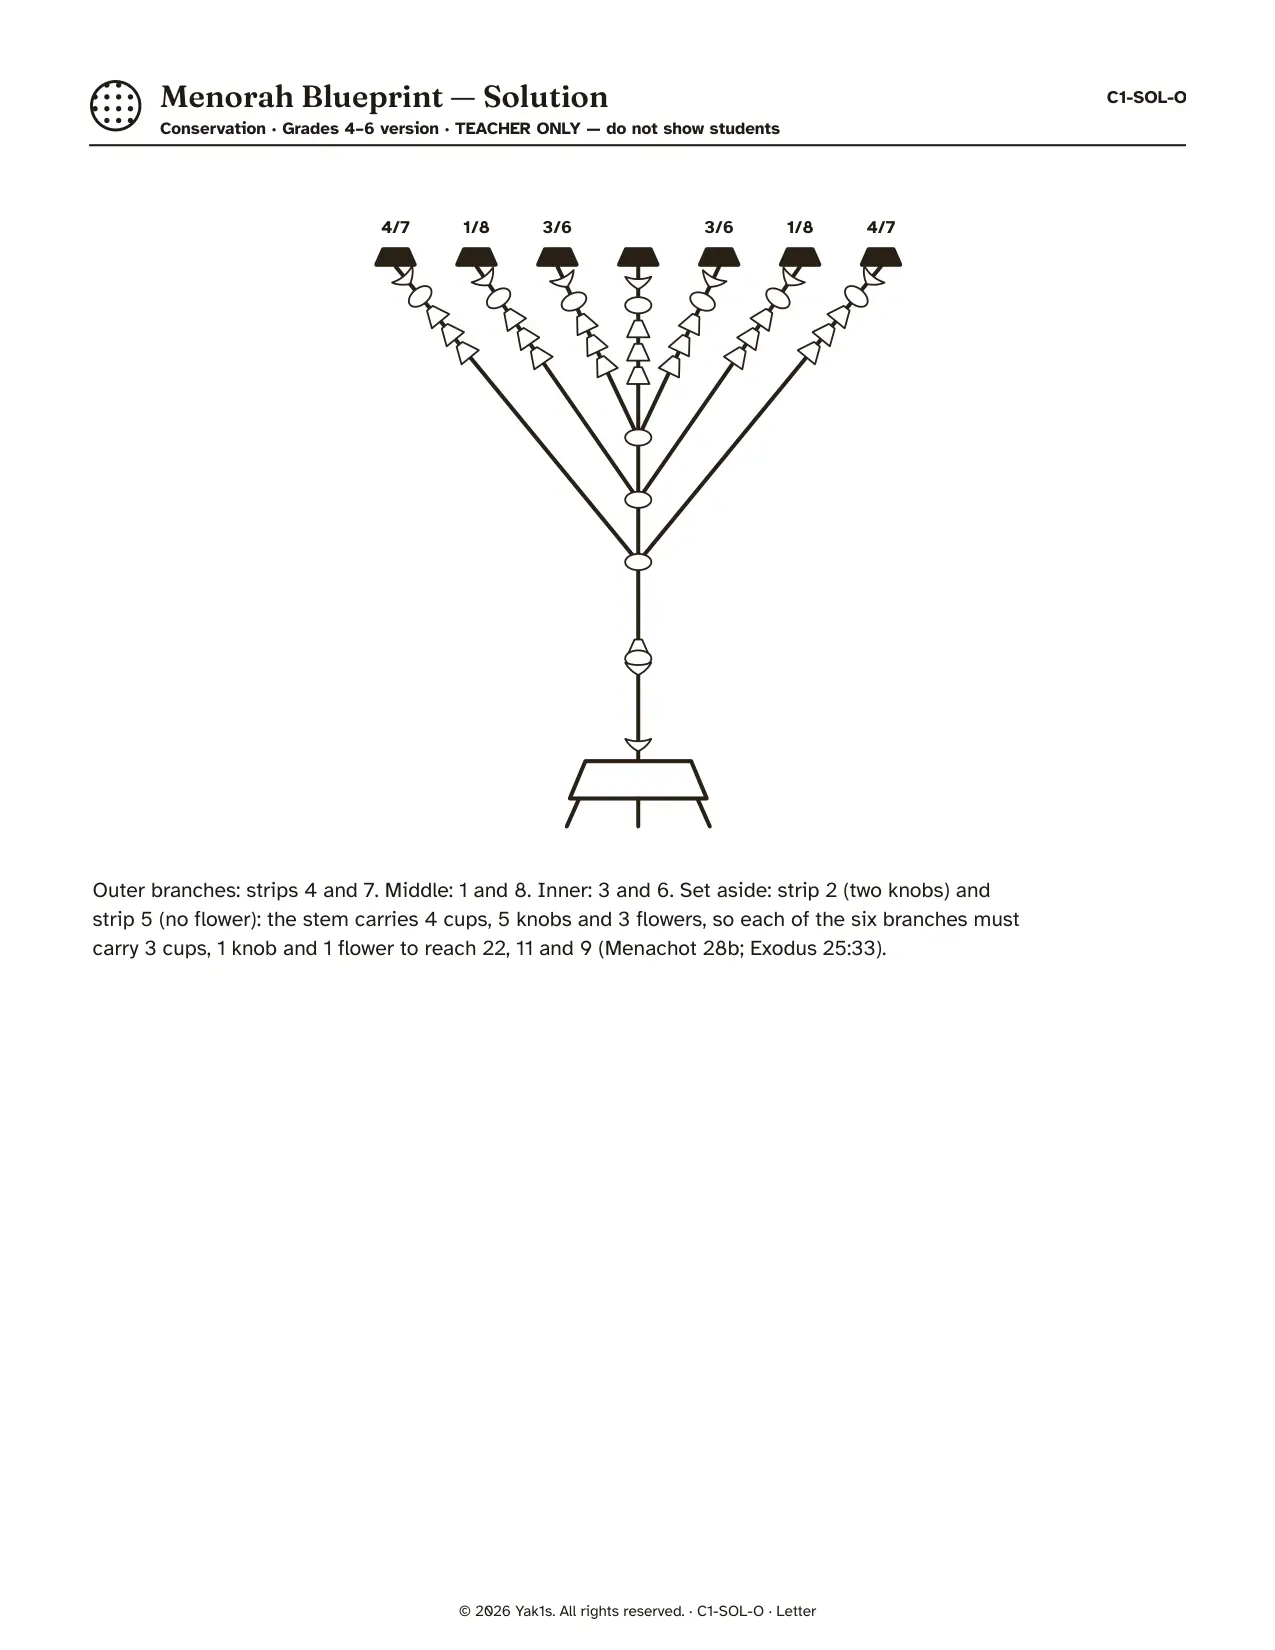 Menorah Blueprint — Solution
C1-SOL-O
Conservation · Grades 4–6 version · TEACHER ONLY — do not show students
4/7 1/8 3/6 3/6 1/8 4/7
Outer branches: strips 4 and 7. Middle: 1 and 8. Inner: 3 and 6. Set aside: strip 2 (two knobs) and
strip 5 (no flower): the stem carries 4 cups, 5 knobs and 3 flowers, so each of the six branches must
carry 3 cups, 1 knob and 1 flower to reach 22, 11 and 9 (Menachot 28b; Exodus 25:33).
© 2026 Yak1s. All rights reserved. · C1-SOL-O · Letter